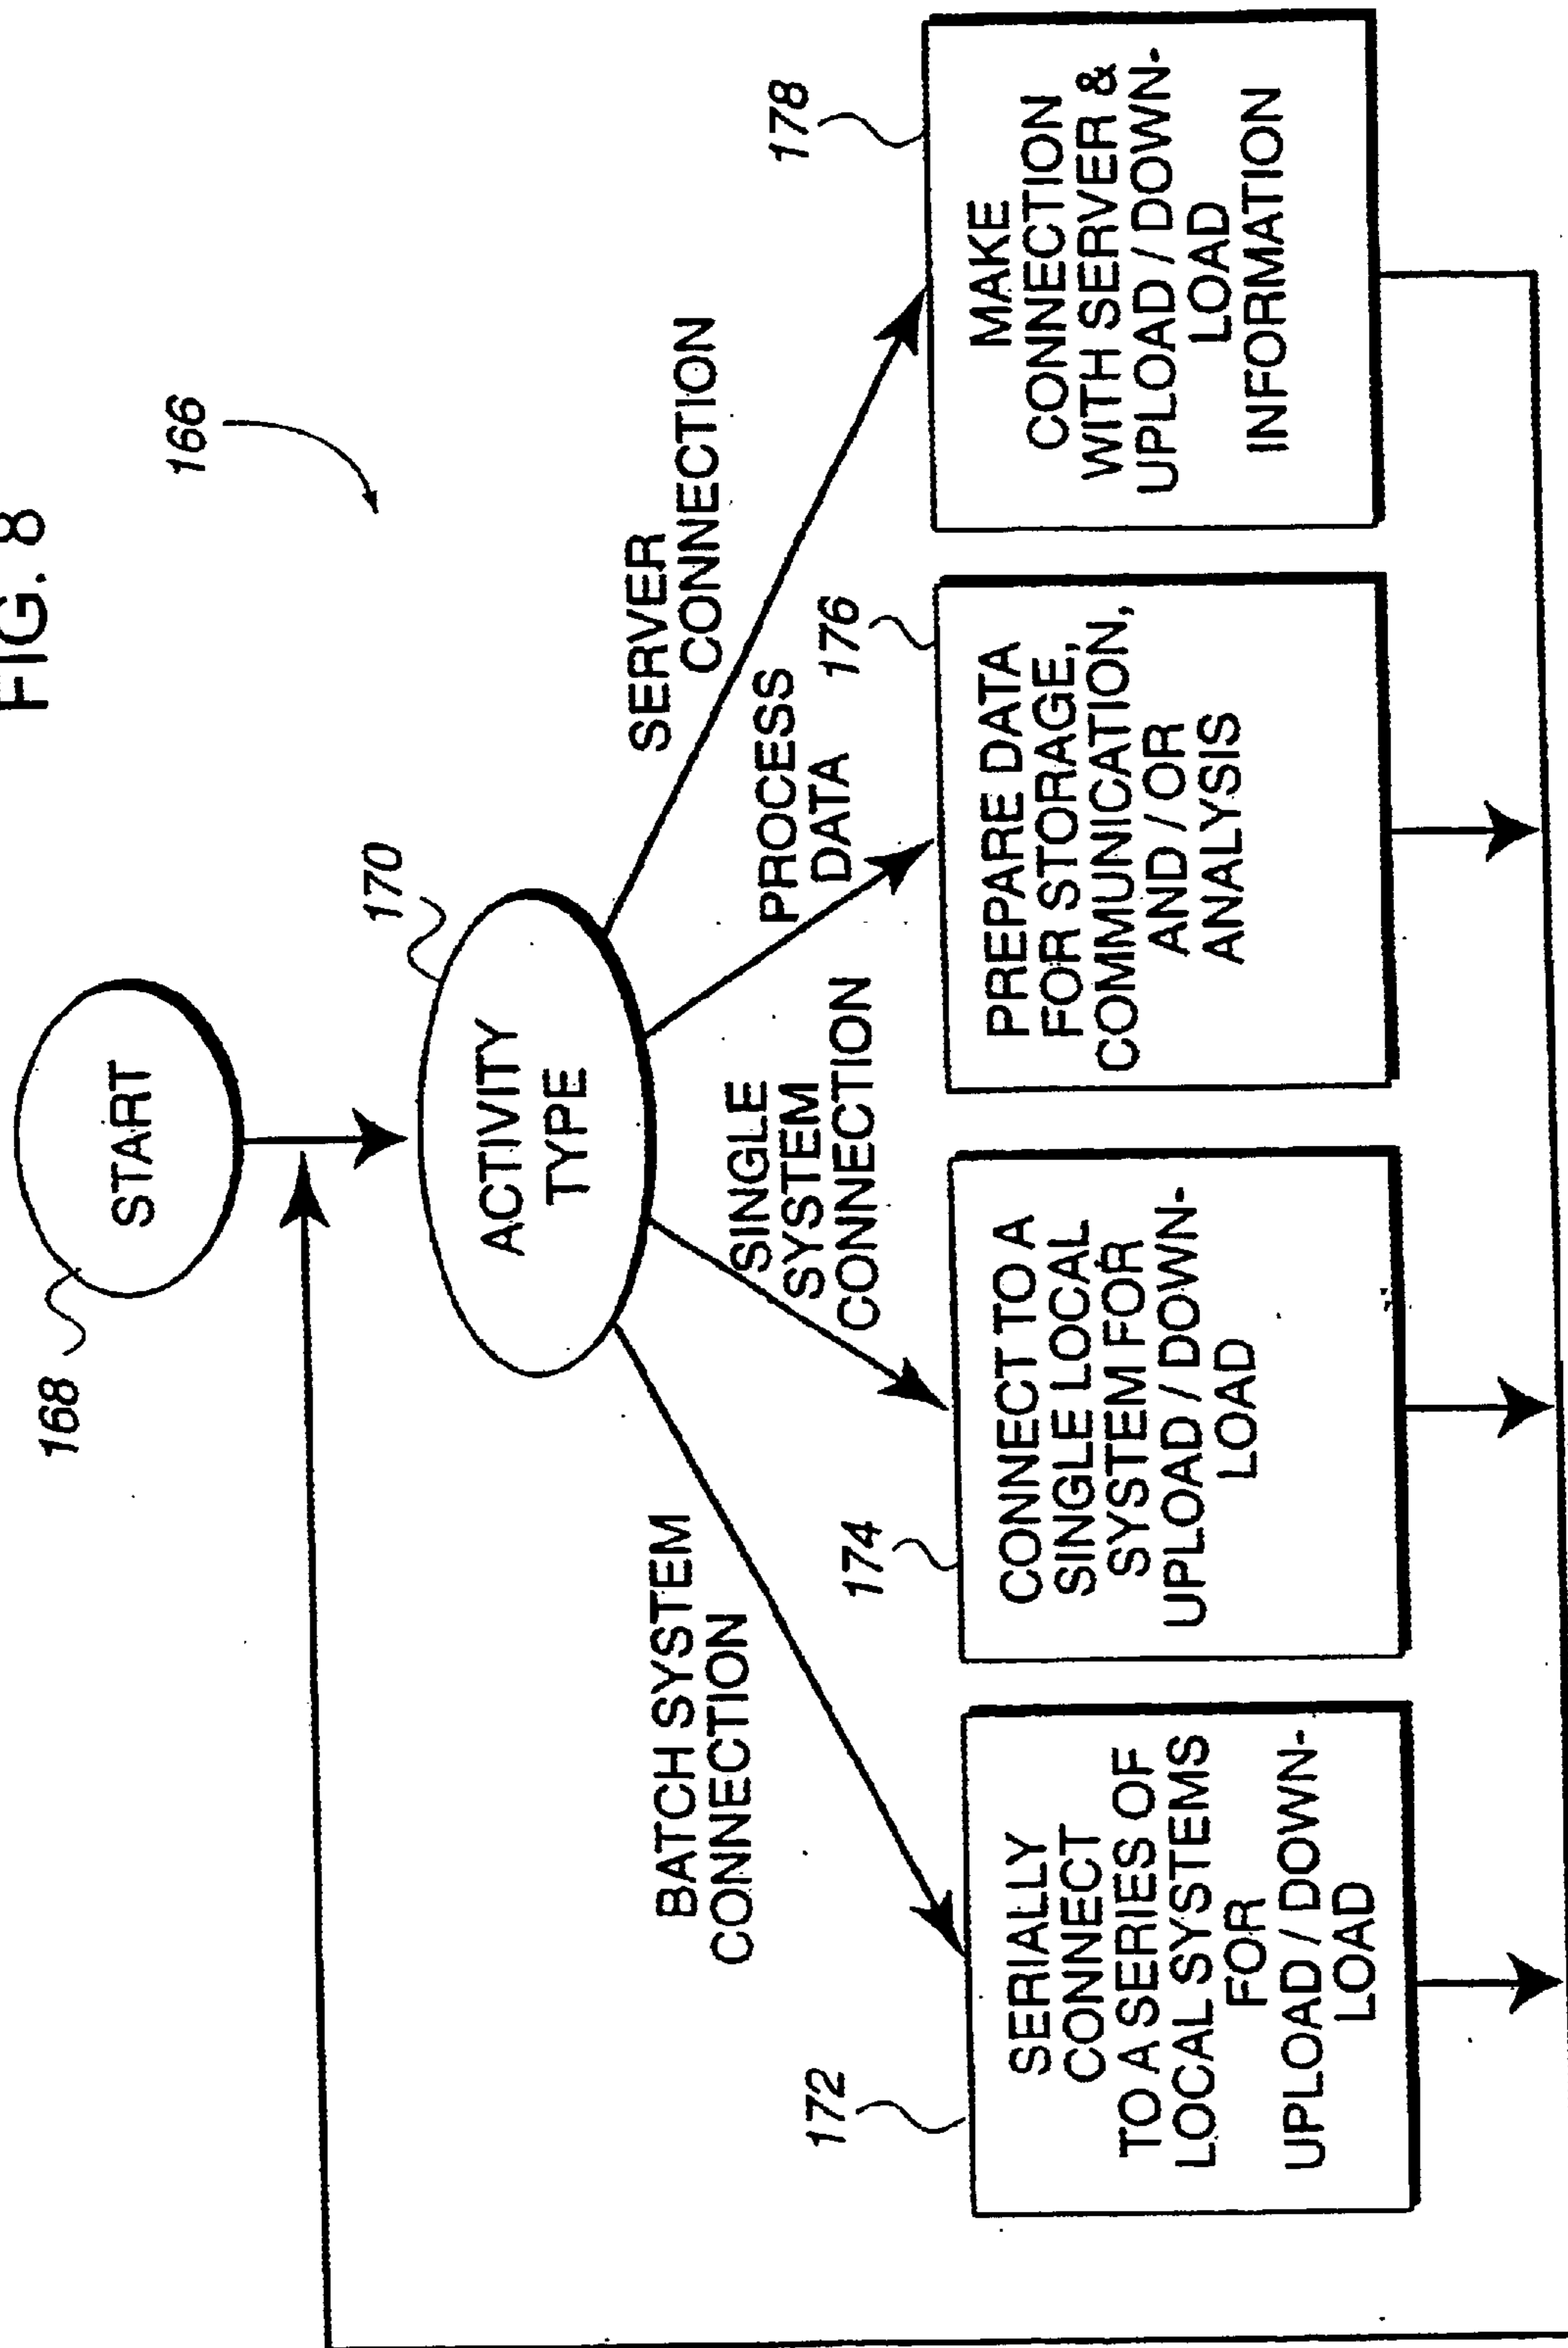 FIG. 8
166
168
START
170
ACTIVITY
TYPE
BATCH SYSTEM
CONNECTION
SINGLE
SYSTEM
CONNECTION
PROCESS
DATA
SERVER
CONNECTION
172
SERIALLY
CONNECT
TO A SERIES OF
LOCAL SYSTEMS
FOR
UPLOAD / DOWN-
LOAD
174
CONNECT TO A
SINGLE LOCAL
SYSTEM FOR
UPLOAD / DOWN-
LOAD
176
PREPARE DATA
FOR STORAGE,
COMMUNICATION,
AND / OR
ANALYSIS
178
MAKE
CONNECTION
WITH SERVER &
UPLOAD / DOWN-
LOAD
INFORMATION